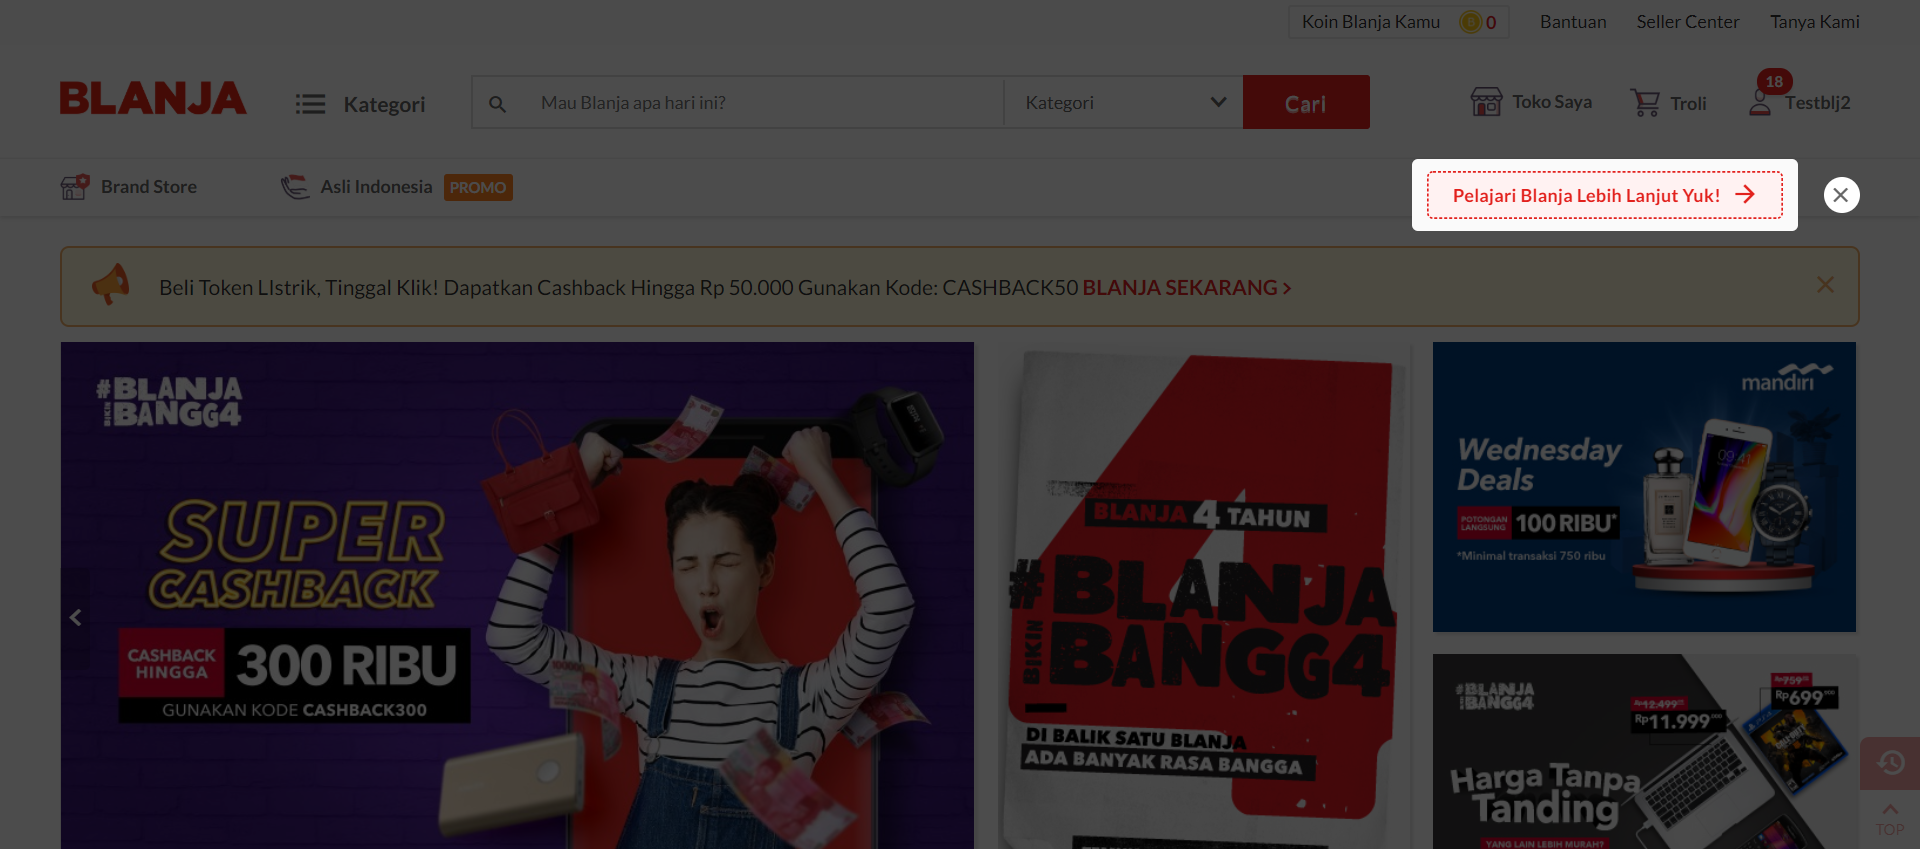 Koin Blanja Kamu 0 Bantuan Seller Center Tanya Kami
BLANJA Kategori Mau Blanja apa hari ini? Kategori Cari Toko Saya Troli 18 Testblj2
Brand Store Asli Indonesia PROMO
Pelajari Blanja Lebih Lanjut Yuk!
Beli Token LIstrik, Tinggal Klik! Dapatkan Cashback Hingga Rp 50.000 Gunakan Kode: CASHBACK50 BLANJA SEKARANG >
#BLANJA
BIKIN BANGG4
SUPER
CASHBACK
CASHBACK
HINGGA
300 RIBU
GUNAKAN KODE CASHBACK300
BLANJA 4 TAHUN
#BLANJA
BIKIN BANGG4
DI BALIK SATU BLANJA
ADA BANYAK RASA BANGGA
mandiri
Wednesday
Deals
POTONGAN
LANGSUNG
100 RIBU*
*Minimal transaksi 750 ribu
09:41
#BLANJA
BIKIN BANGG4
Rp12.499
Rp11.999
Rp759
Rp699
Harga Tanpa
Tanding
YANG LAIN LEBIH MURAH?
TOP